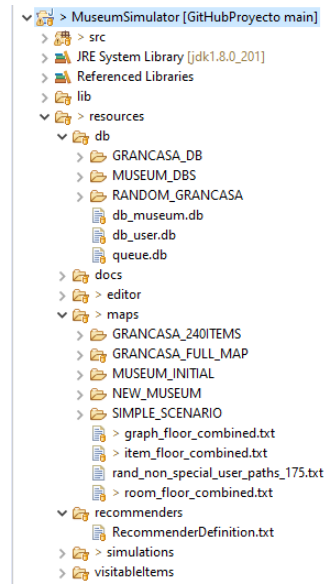 > MuseumSimulator [GitHubProyecto main]
> src
JRE System Library [jdk1.8.0_201]
Referenced Libraries
lib
> resources
db
GRANCASA_DB
MUSEUM_DBS
RANDOM_GRANCASA
db_museum.db
db_user.db
queue.db
docs
> editor
> maps
GRANCASA_240ITEMS
GRANCASA_FULL_MAP
MUSEUM_INITIAL
NEW_MUSEUM
SIMPLE_SCENARIO
> graph_floor_combined.txt
> item_floor_combined.txt
rand_non_special_user_paths_175.txt
> room_floor_combined.txt
recommenders
RecommenderDefinition.txt
> simulations
visitableItems